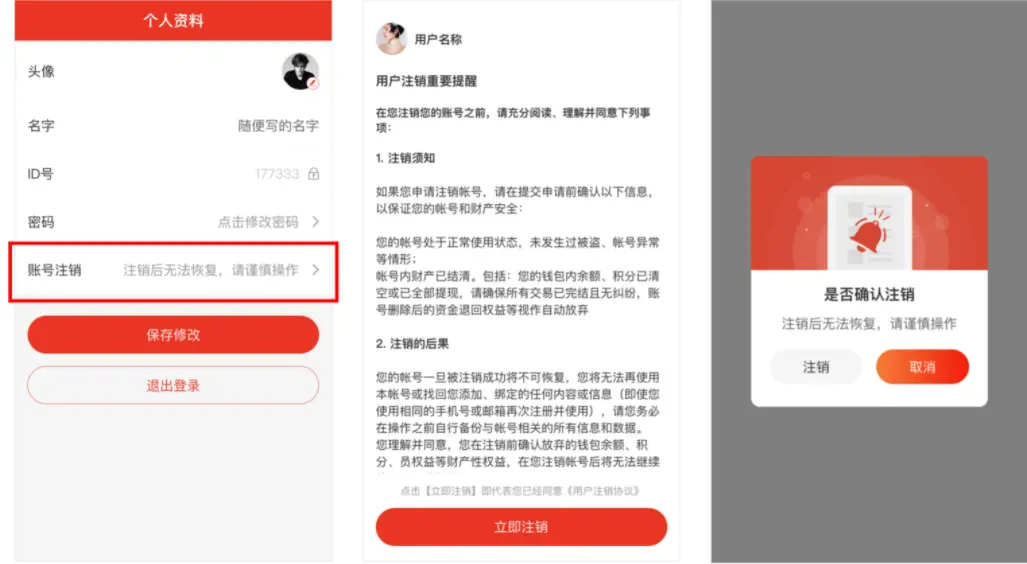 个人资料
头像
名字 随便写的名字
ID号 177333
密码 点击修改密码
账号注销 注销后无法恢复，请谨慎操作
保存修改
退出登录
用户名称
用户注销重要提醒
在您注销您的账号之前，请充分阅读、理解并同意下列事
项：
1. 注销须知
如果您申请注销帐号，请在提交申请前确认以下信息，
以保证您的帐号和财产安全：
您的帐号处于正常使用状态，未发生过被盗、帐号异常
等情形；
帐号内财产已结清。包括：您的钱包内余额、积分已清
空或已全部提现，请确保所有交易已完结且无纠纷，账
号删除后的资金退回权益等视作自动放弃
2. 注销的后果
您的帐号一旦被注销成功将不可恢复，您将无法再使用
本帐号或找回您添加、绑定的任何内容或信息（即使您
使用相同的手机号或邮箱再次注册并使用），请您务必
在操作之前自行备份与帐号相关的所有信息和数据。
您理解并同意，您在注销前确认放弃的钱包余额、积
分、员权益等财产性权益，在您注销帐号后将无法继续
点击【立即注销】即代表您已经同意《用户注销协议》
立即注销
是否确认注销
注销后无法恢复，请谨慎操作
注销 取消